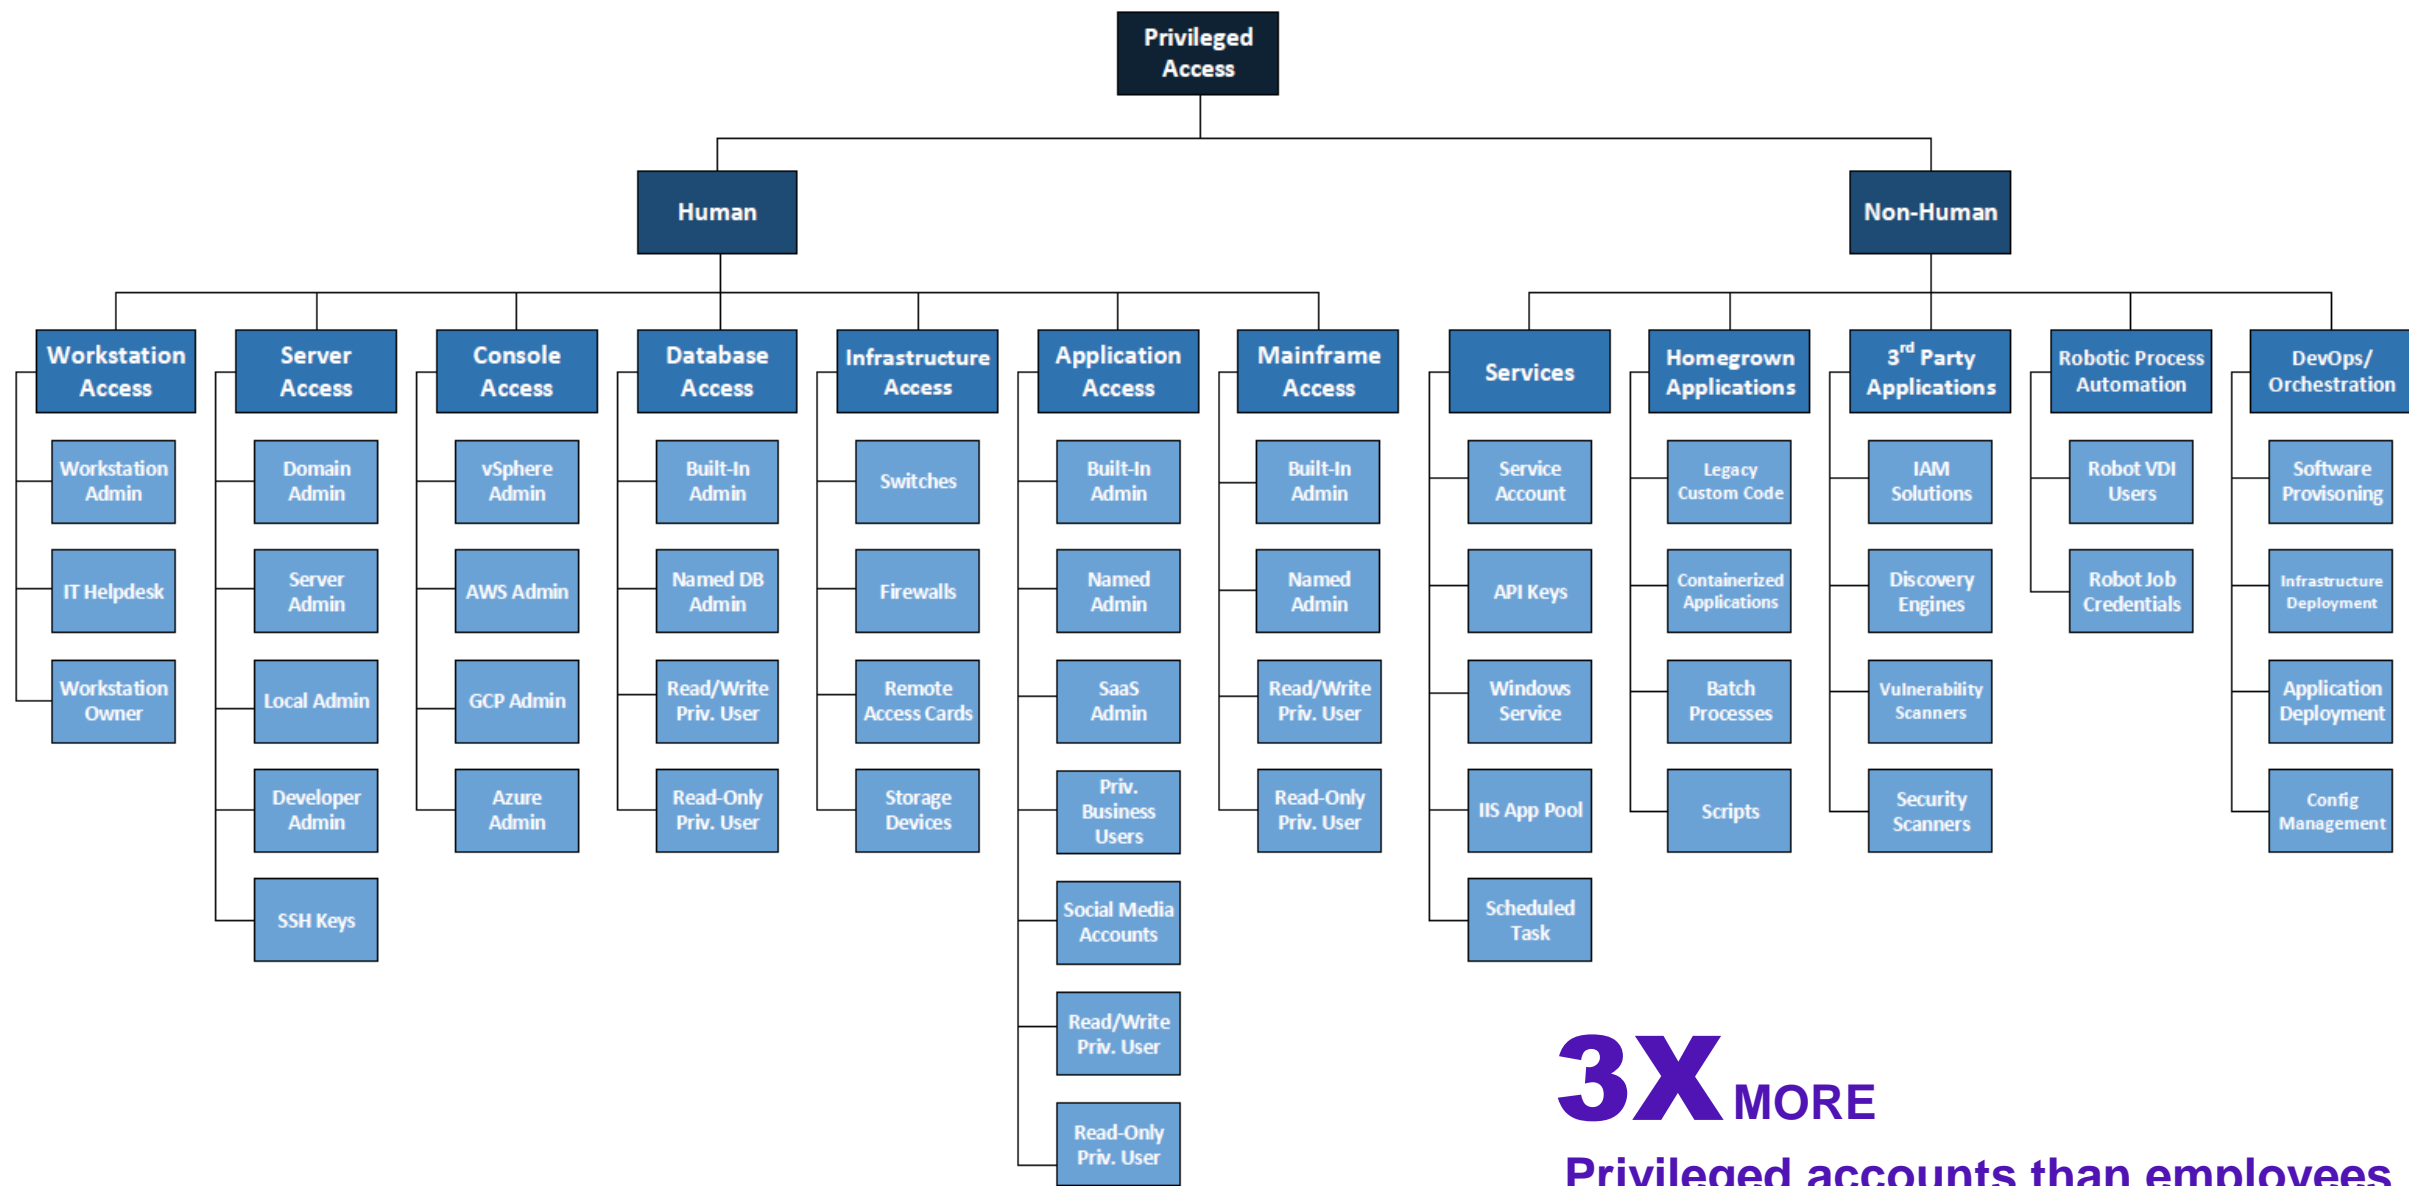 Privileged
Access
Human
Non-Human
Workstation
Access
Server
Access
Console
Access
Database
Access
Infrastructure
Access
Application
Access
Mainframe
Access
Services
Homegrown
Applications
3rd Party
Applications
Robotic Process
Automation
DevOps/
Orchestration
Workstation
Admin
IT Helpdesk
Workstation
Owner
Domain
Admin
Server
Admin
Local Admin
Developer
Admin
SSH Keys
vSphere
Admin
AWS Admin
GCP Admin
Azure
Admin
Built-In
Admin
Named DB
Admin
Read/Write
Priv. User
Read-Only
Priv. User
Switches
Firewalls
Remote
Access Cards
Storage
Devices
Built-In
Admin
Named
Admin
SaaS
Admin
Priv.
Business
Users
Social Media
Accounts
Read/Write
Priv. User
Read-Only
Priv. User
Built-In
Admin
Named
Admin
Read/Write
Priv. User
Read-Only
Priv. User
Service
Account
API Keys
Windows
Service
IIS App Pool
Scheduled
Task
Legacy
Custom Code
Containerized
Applications
Batch
Processes
Scripts
IAM
Solutions
Discovery
Engines
Vulnerability
Scanners
Security
Scanners
Robot VDI
Users
Robot Job
Credentials
Software
Provisoning
Infrastructure
Deployment
Application
Deployment
Config
Management
3X MORE
Privileged accounts than employees